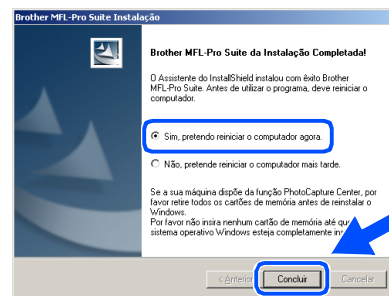 Brother MFL-Pro Suite Instalação
Brother MFL-Pro Suite da Instalação Completada!
O Assistente do InstallShield instalou com êxito Brother
MFL-Pro Suite. Antes de utilizar o programa, deve reiniciar o
computador.
Sim, pretendo reiniciar o computador agora.
Não, pretende reiniciar o computador mais tarde.
Se a sua máquina dispõe da função PhotoCapture Center, por
favor retire todos os cartões de memória antes de reinstalar o
Windows.
Por favor não insira nenhum cartão de memória até
sistema operativo Windows esteja completamente
< Anterior
Concluir
Cancelar